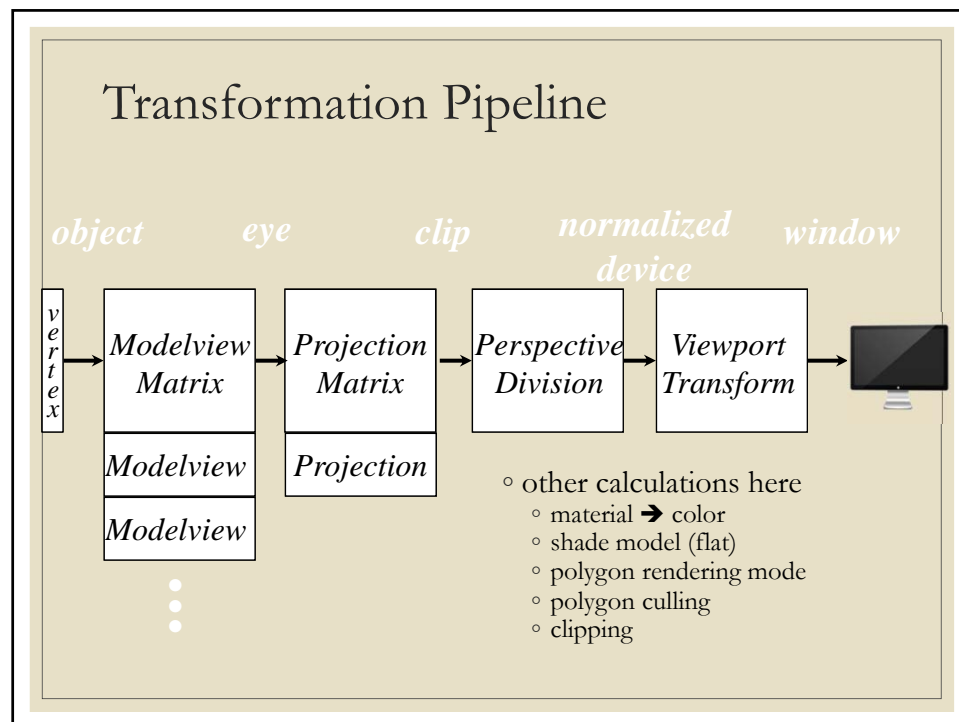 Transformation Pipeline
object
eye
clip
normalized
device
window
vertex
Modelview
Matrix
Projection
Matrix
Perspective
Division
Viewport
Transform
Modelview
Projection
Modelview
◦ other calculations here
◦ material ➔ color
◦ shade model (flat)
◦ polygon rendering mode
◦ polygon culling
◦ clipping